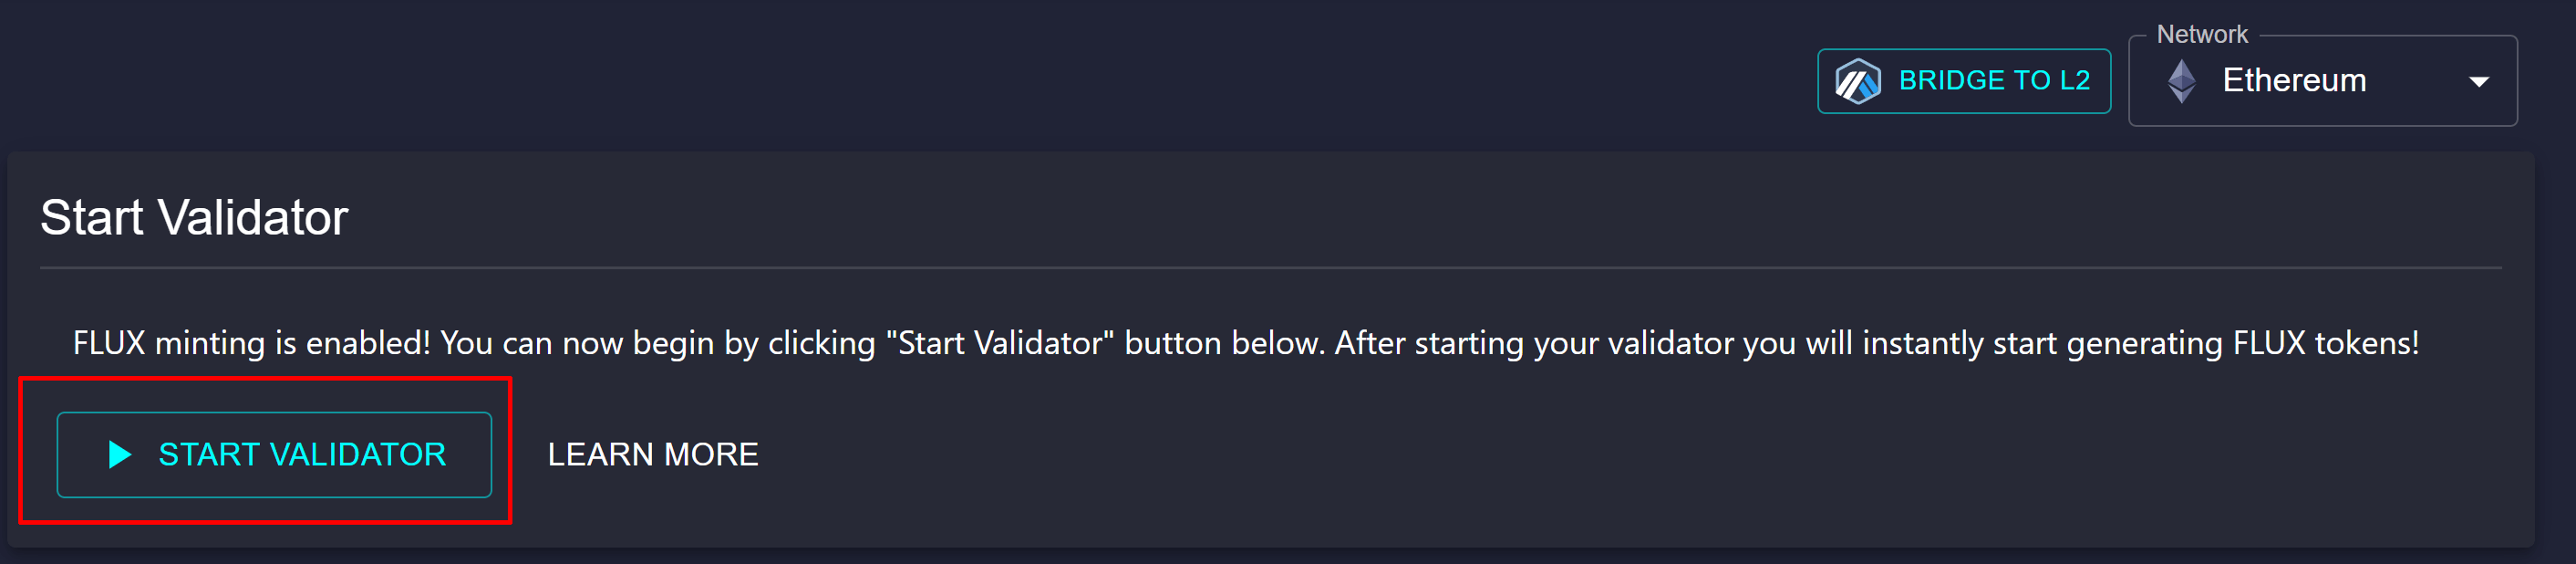 Network
BRIDGE TO L2
Ethereum
Start Validator
FLUX minting is enabled! You can now begin by clicking "Start Validator" button below. After starting your validator you will instantly start generating FLUX tokens!
START VALIDATOR
LEARN MORE